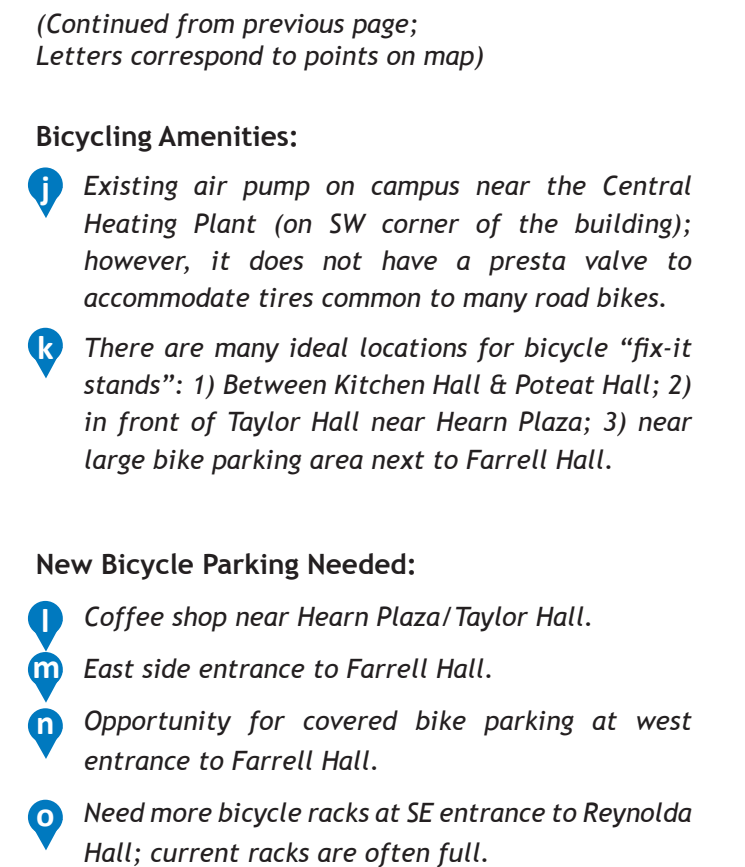 (Continued from previous page;
Letters correspond to points on map)
Bicycling Amenities:
j Existing air pump on campus near the Central
Heating Plant (on SW corner of the building);
however, it does not have a presta valve to
accommodate tires common to many road bikes.
k There are many ideal locations for bicycle “fix-it
stands”: 1) Between Kitchen Hall & Poteat Hall; 2)
in front of Taylor Hall near Hearn Plaza; 3) near
large bike parking area next to Farrell Hall.
New Bicycle Parking Needed:
l Coffee shop near Hearn Plaza/Taylor Hall.
m East side entrance to Farrell Hall.
n Opportunity for covered bike parking at west
entrance to Farrell Hall.
o Need more bicycle racks at SE entrance to Reynolda
Hall; current racks are often full.